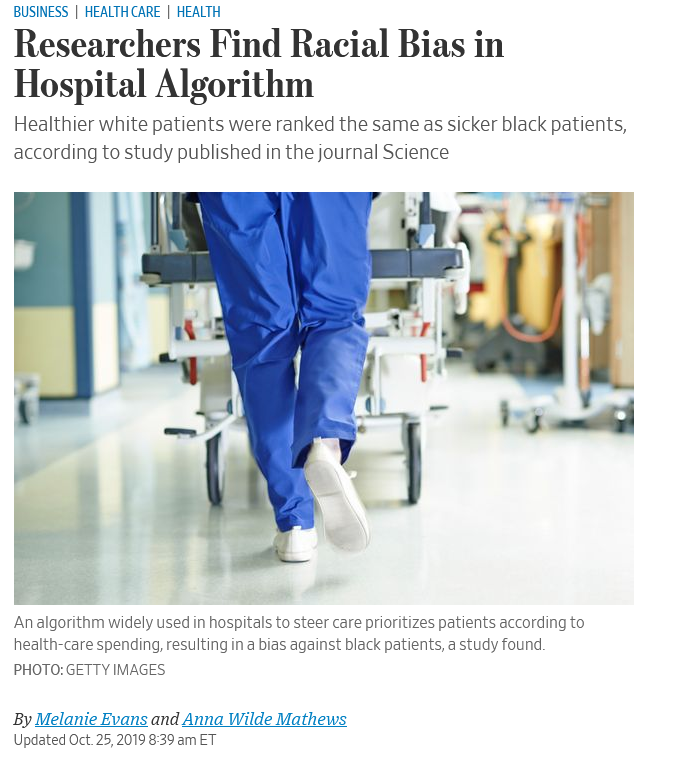 BUSINESS | HEALTH CARE | HEALTH
Researchers Find Racial Bias in
Hospital Algorithm
Healthier white patients were ranked the same as sicker black patients,
according to study published in the journal Science
An algorithm widely used in hospitals to steer care prioritizes patients according to
health-care spending, resulting in a bias against black patients, a study found.
PHOTO: GETTY IMAGES
By Melanie Evans and Anna Wilde Mathews
Updated Oct. 25, 2019 8:39 am ET